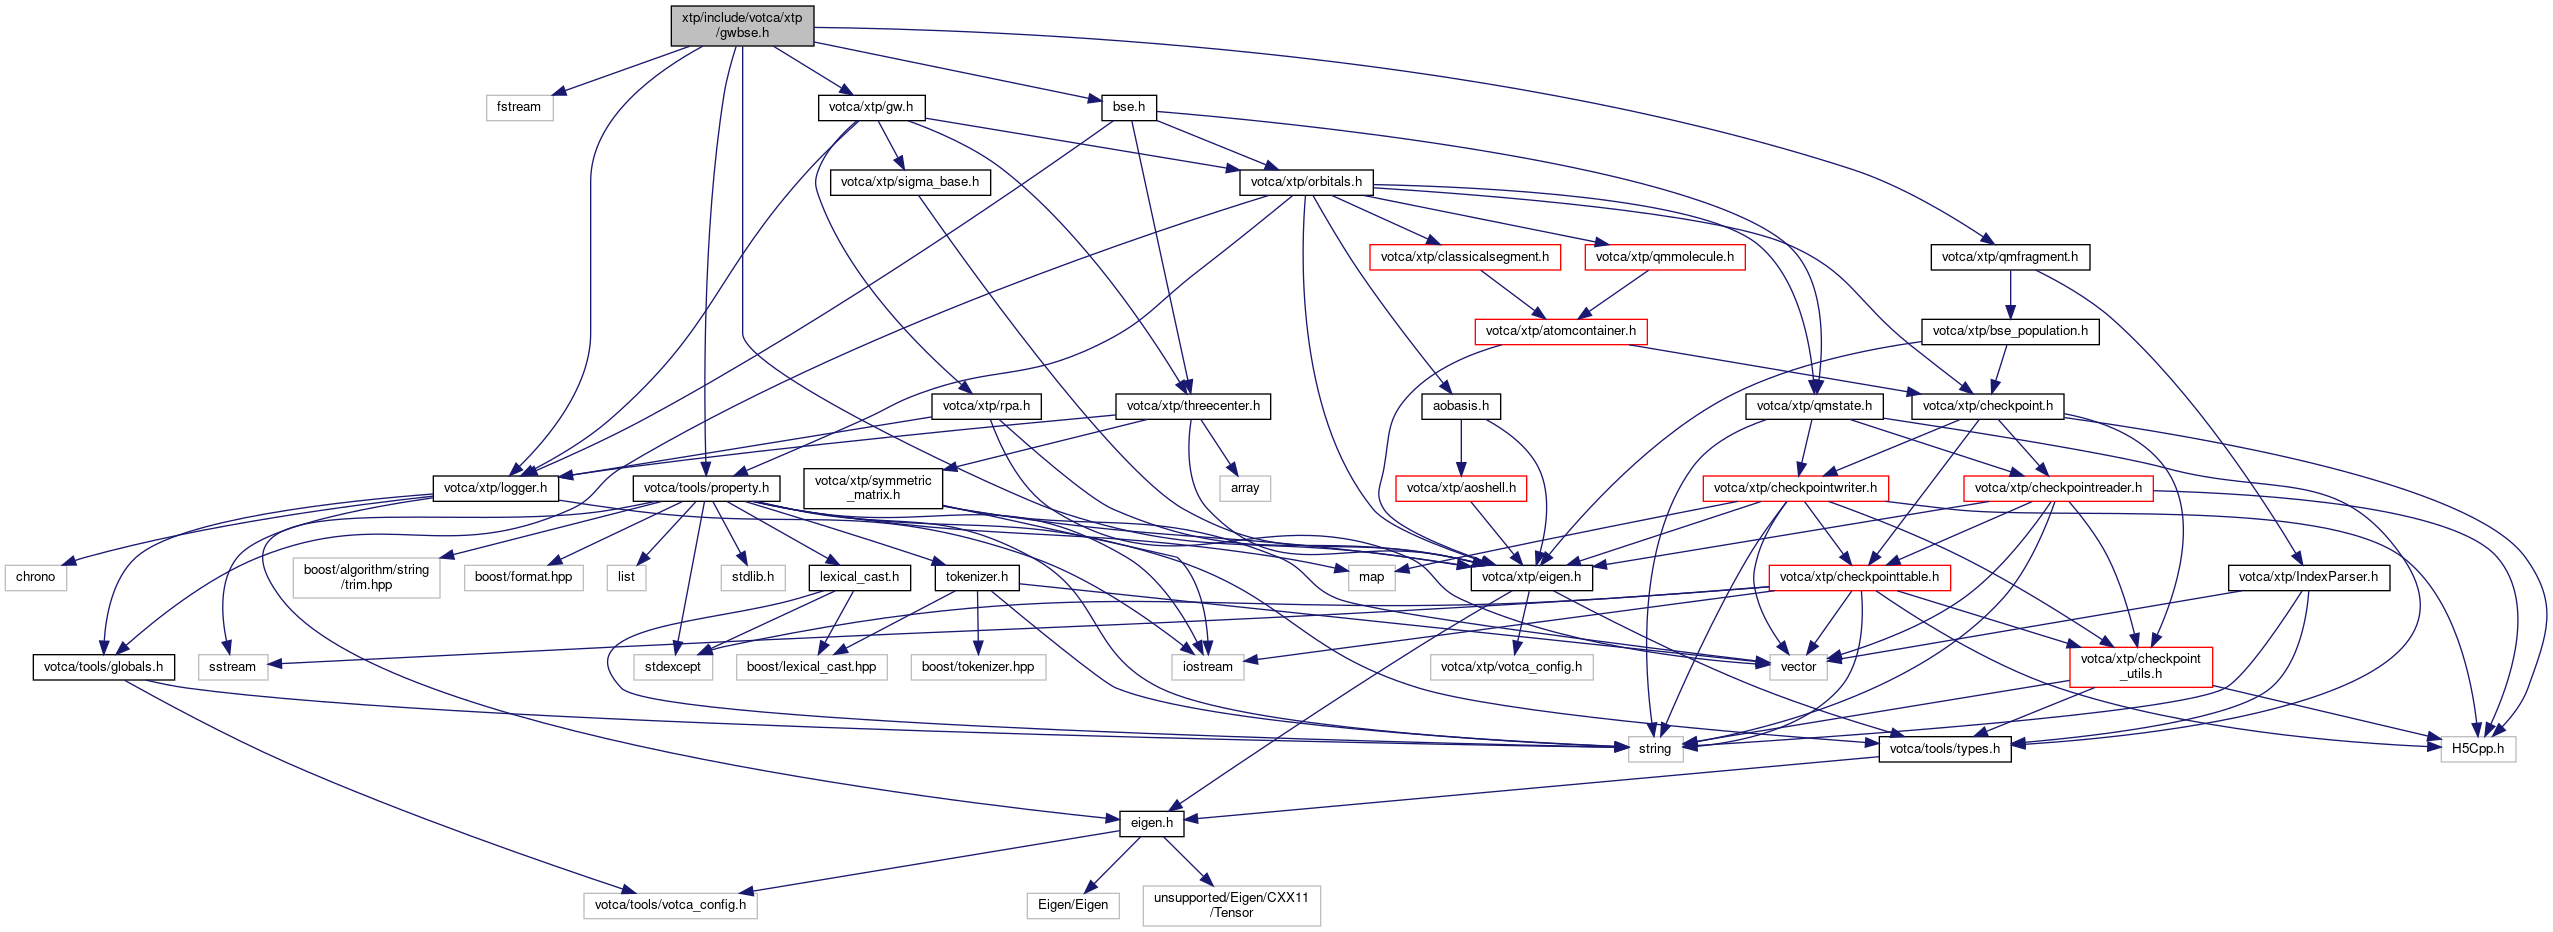 xtp/include/votca/xtp
/gwbse.h
fstream
votca/xtp/gw.h
bse.h
votca/xtp/sigma_base.h
votca/xtp/orbitals.h
votca/xtp/classicalsegment.h
votca/xtp/qmmolecule.h
votca/xtp/qmfragment.h
votca/xtp/atomcontainer.h
votca/xtp/bse_population.h
votca/xtp/rpa.h
votca/xtp/threecenter.h
aobasis.h
votca/xtp/qmstate.h
votca/xtp/checkpoint.h
votca/xtp/logger.h
votca/tools/property.h
votca/xtp/symmetric
_matrix.h
array
votca/xtp/aoshell.h
votca/xtp/checkpointwriter.h
votca/xtp/checkpointreader.h
chrono
boost/algorithm/string
/trim.hpp
boost/format.hpp
list
stdlib.h
lexical_cast.h
tokenizer.h
map
votca/xtp/eigen.h
votca/xtp/checkpointtable.h
votca/xtp/IndexParser.h
votca/tools/globals.h
sstream
stdexcept
boost/lexical_cast.hpp
boost/tokenizer.hpp
iostream
votca/xtp/votca_config.h
vector
votca/xtp/checkpoint
_utils.h
string
votca/tools/types.h
H5Cpp.h
eigen.h
votca/tools/votca_config.h
Eigen/Eigen
unsupported/Eigen/CXX11
/Tensor